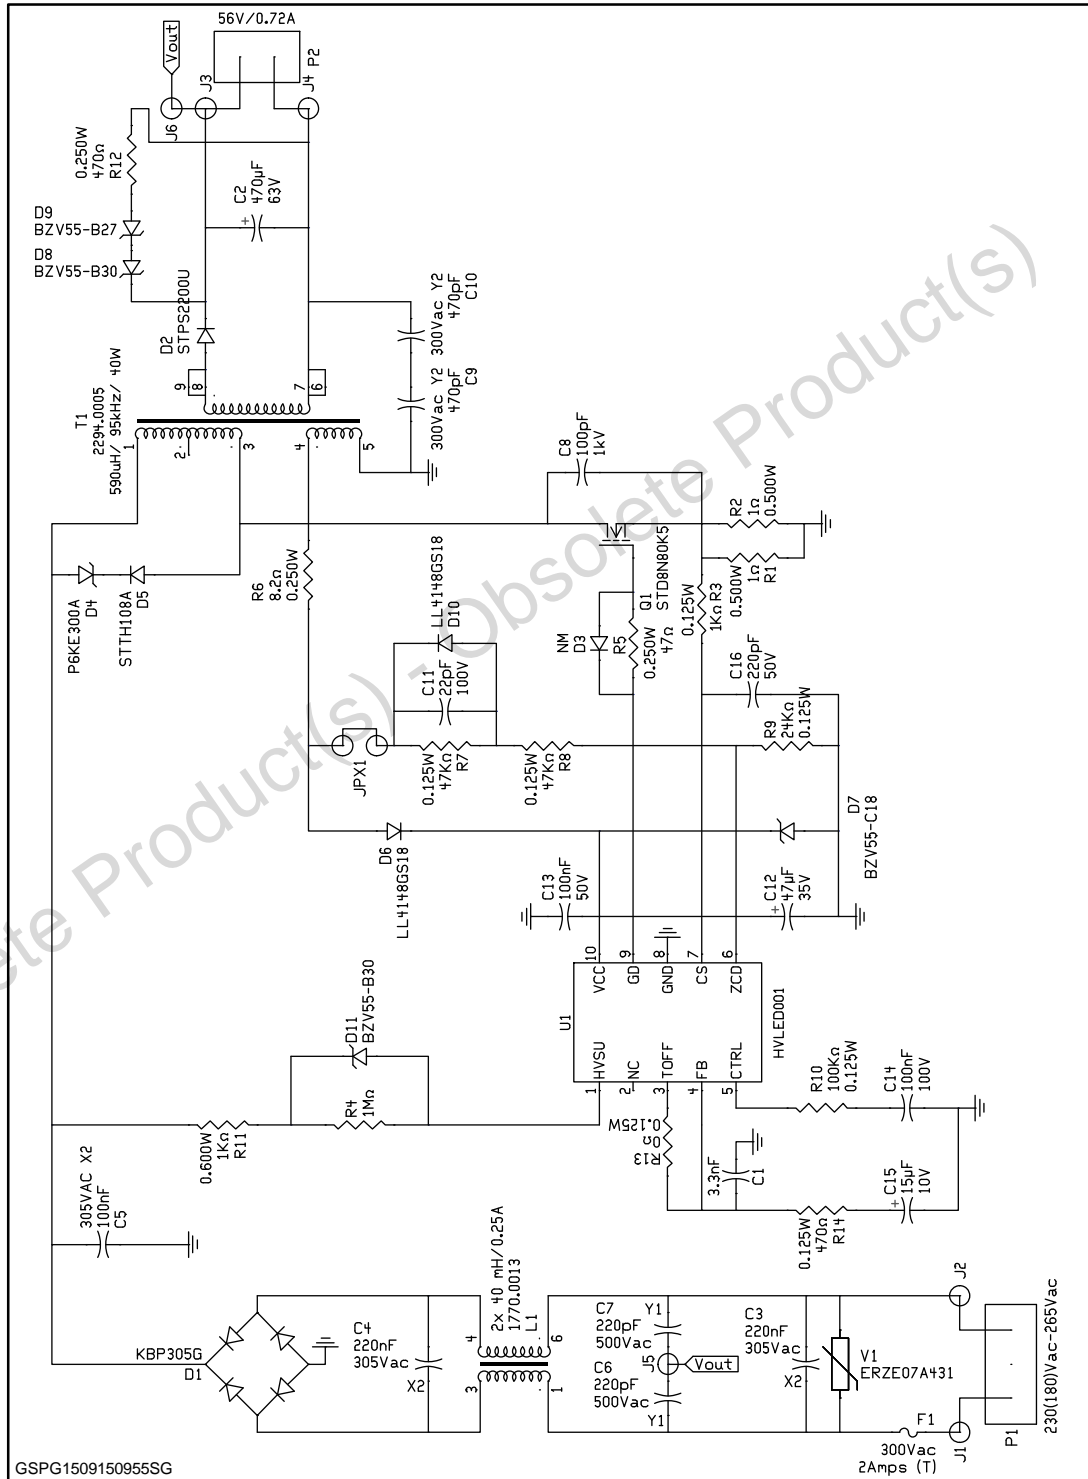 56V/0.72A
P2
Vout
J3
J4
J6
0.250W
470Ω
R12
D9
BZV55-B27
D8
BZV55-B30
C2
470µF
63V
+
D2
STPS2200U
300Vac Y2
470pF
C10
300Vac Y2
470pF
C9
9
8
7
6
T1
2294.0005
590uH/ 95kHz/ 40W
1
2
3
4
5
P6KE300A
D4
STTH108A
D5
R6
8.2Ω
0.250W
C8
100pF
1kV
R2
1Ω
0.500W
0.500W
1Ω
R1
Q1
STD8N80K5
0.125W
1KΩ R3
NM
D3
R5
0.250W
47Ω
LL4148GS18
D10
C11
22pF
100V
C16
220pF
50V
R9
24KΩ
0.125W
JPX1
0.125W
47KΩ
R7
0.125W
47KΩ
R8
D6
LL4148GS18
D7
BZV55-C18
C13
100nF
50V
+
C12
47µF
35V
U1
HVLED001
VCC 10
GD 9
GND 8
CS 7
ZCD 6
1 HVSU
2 NC
3 TOFF
4 FB
5 CTRL
D11
BZV55-B30
R4
1MΩ
0.600W
1KΩ
R11
0.125W
0Ω
R13
3.3nF
C1
R10
100KΩ
0.125W
C14
100nF
100V
+
C15
15µF
10V
0.125W
470Ω
R14
305VAC X2
100nF
C5
KBP305G
D1
C4
220nF
305Vac
X2
2x 40 mH/0.25A
1770.0013
L1
4
3
6
1
C7
220pF
500Vac
Y1
C6
220pF
500Vac
Y1
J5
Vout
C3
220nF
305Vac
X2
V1
ERZE07A431
F1
300Vac
2Amps (T)
J2
J1
P1
230(180)Vac-265Vac
GSPG1509150955SG
ete Product(s) - Obsolete Product(s)